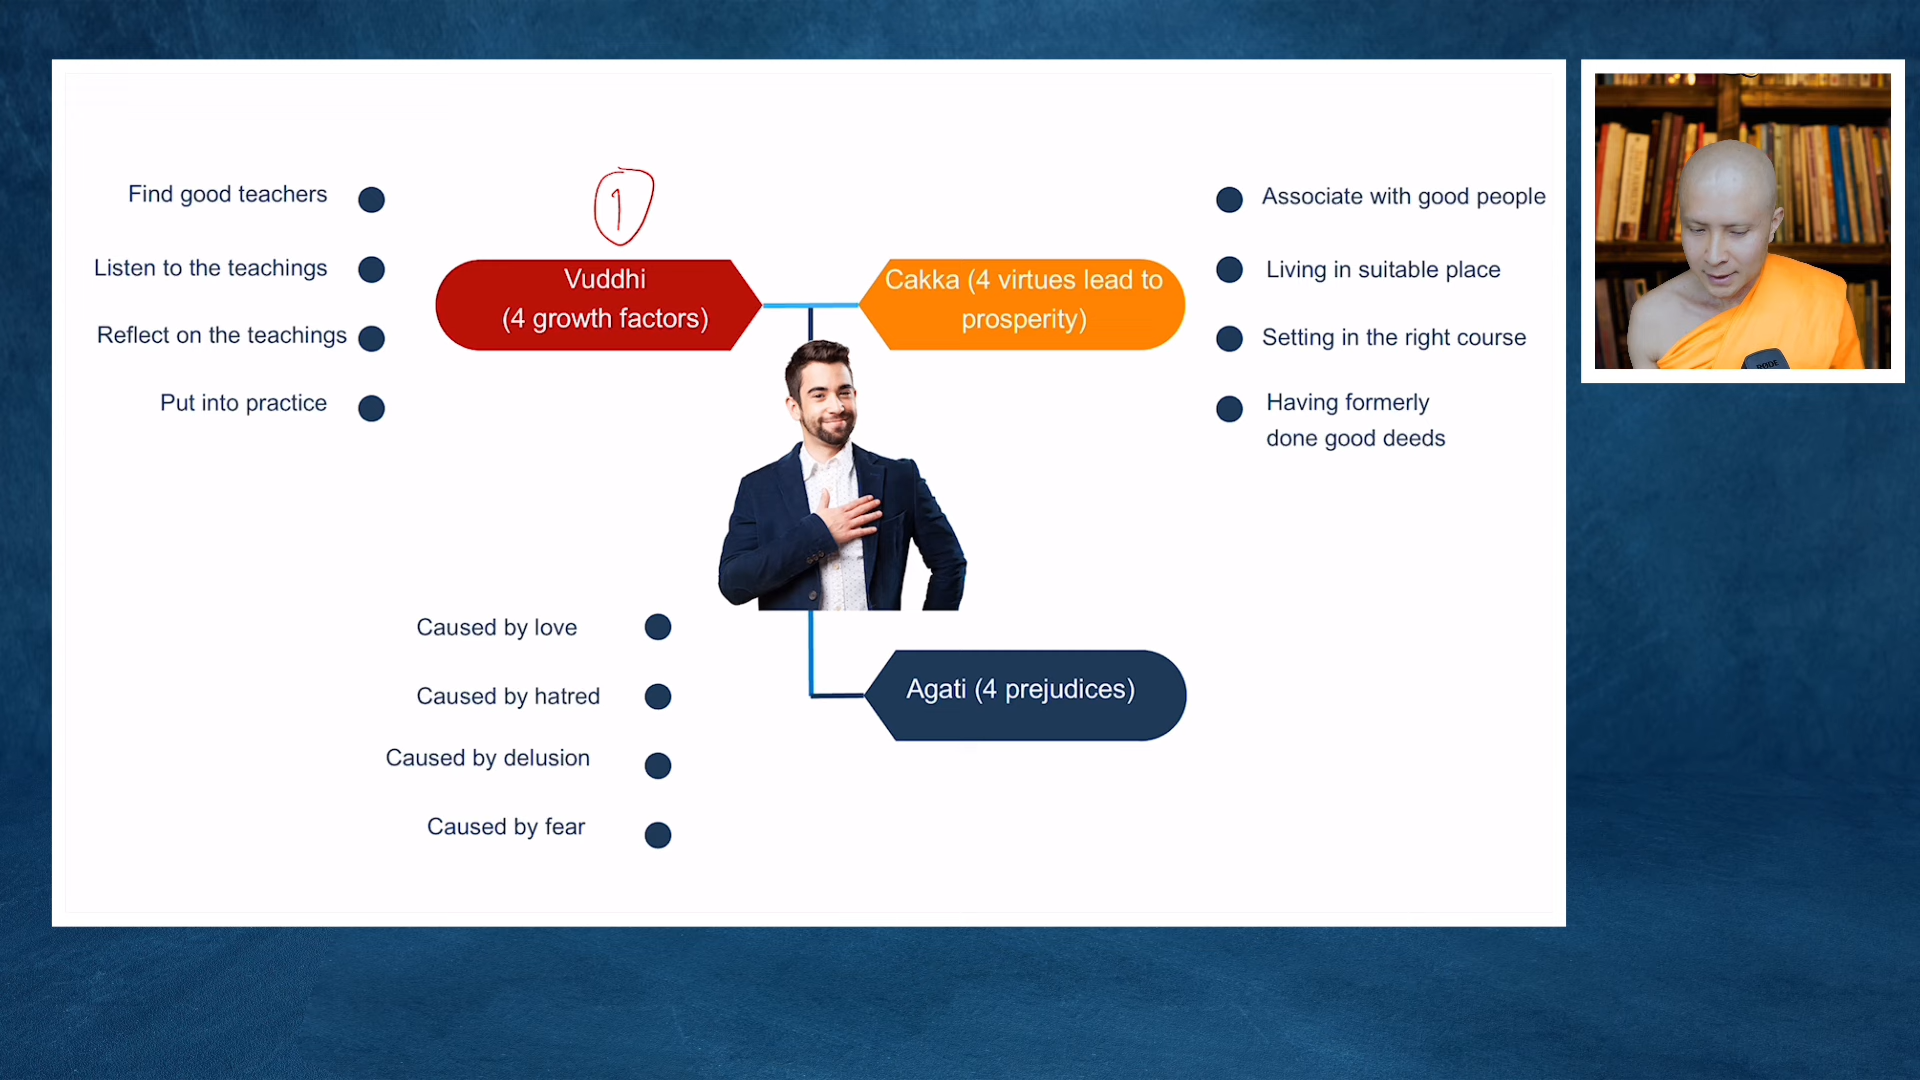 1
Vuddhi
(4 growth factors)
Find good teachers
Listen to the teachings
Reflect on the teachings
Put into practice
Cakka (4 virtues lead to
prosperity)
Associate with good people
Living in suitable place
Setting in the right course
Having formerly
done good deeds
Agati (4 prejudices)
Caused by love
Caused by hatred
Caused by delusion
Caused by fear
RØDE